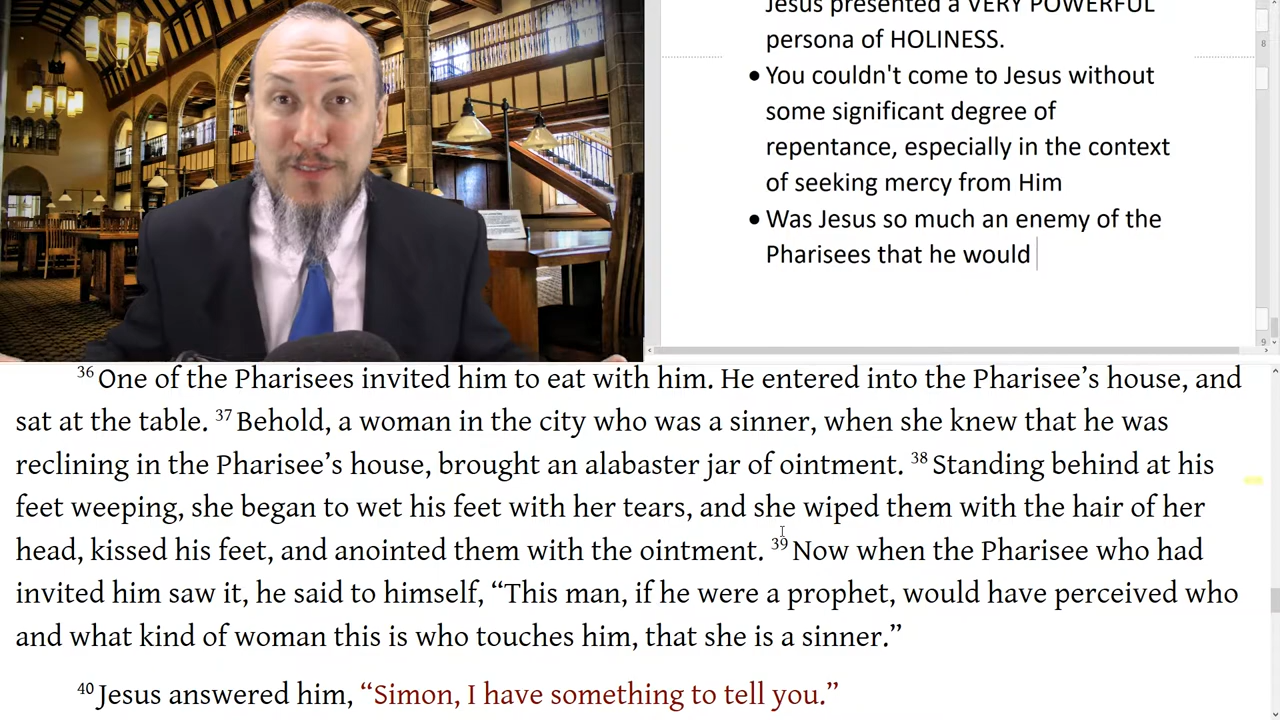 Jesus presented a VERY POWERFUL
persona of HOLINESS.
• You couldn't come to Jesus without
some significant degree of
repentance, especially in the context
of seeking mercy from Him
• Was Jesus so much an enemy of the
Pharisees that he would
8
9
36 One of the Pharisees invited him to eat with him. He entered into the Pharisee’s house, and
sat at the table. 37 Behold, a woman in the city who was a sinner, when she knew that he was
reclining in the Pharisee’s house, brought an alabaster jar of ointment. 38 Standing behind at his
feet weeping, she began to wet his feet with her tears, and she wiped them with the hair of her
head, kissed his feet, and anointed them with the ointment. 39 Now when the Pharisee who had
invited him saw it, he said to himself, “This man, if he were a prophet, would have perceived who
and what kind of woman this is who touches him, that she is a sinner.”
40 Jesus answered him, “Simon, I have something to tell you.”